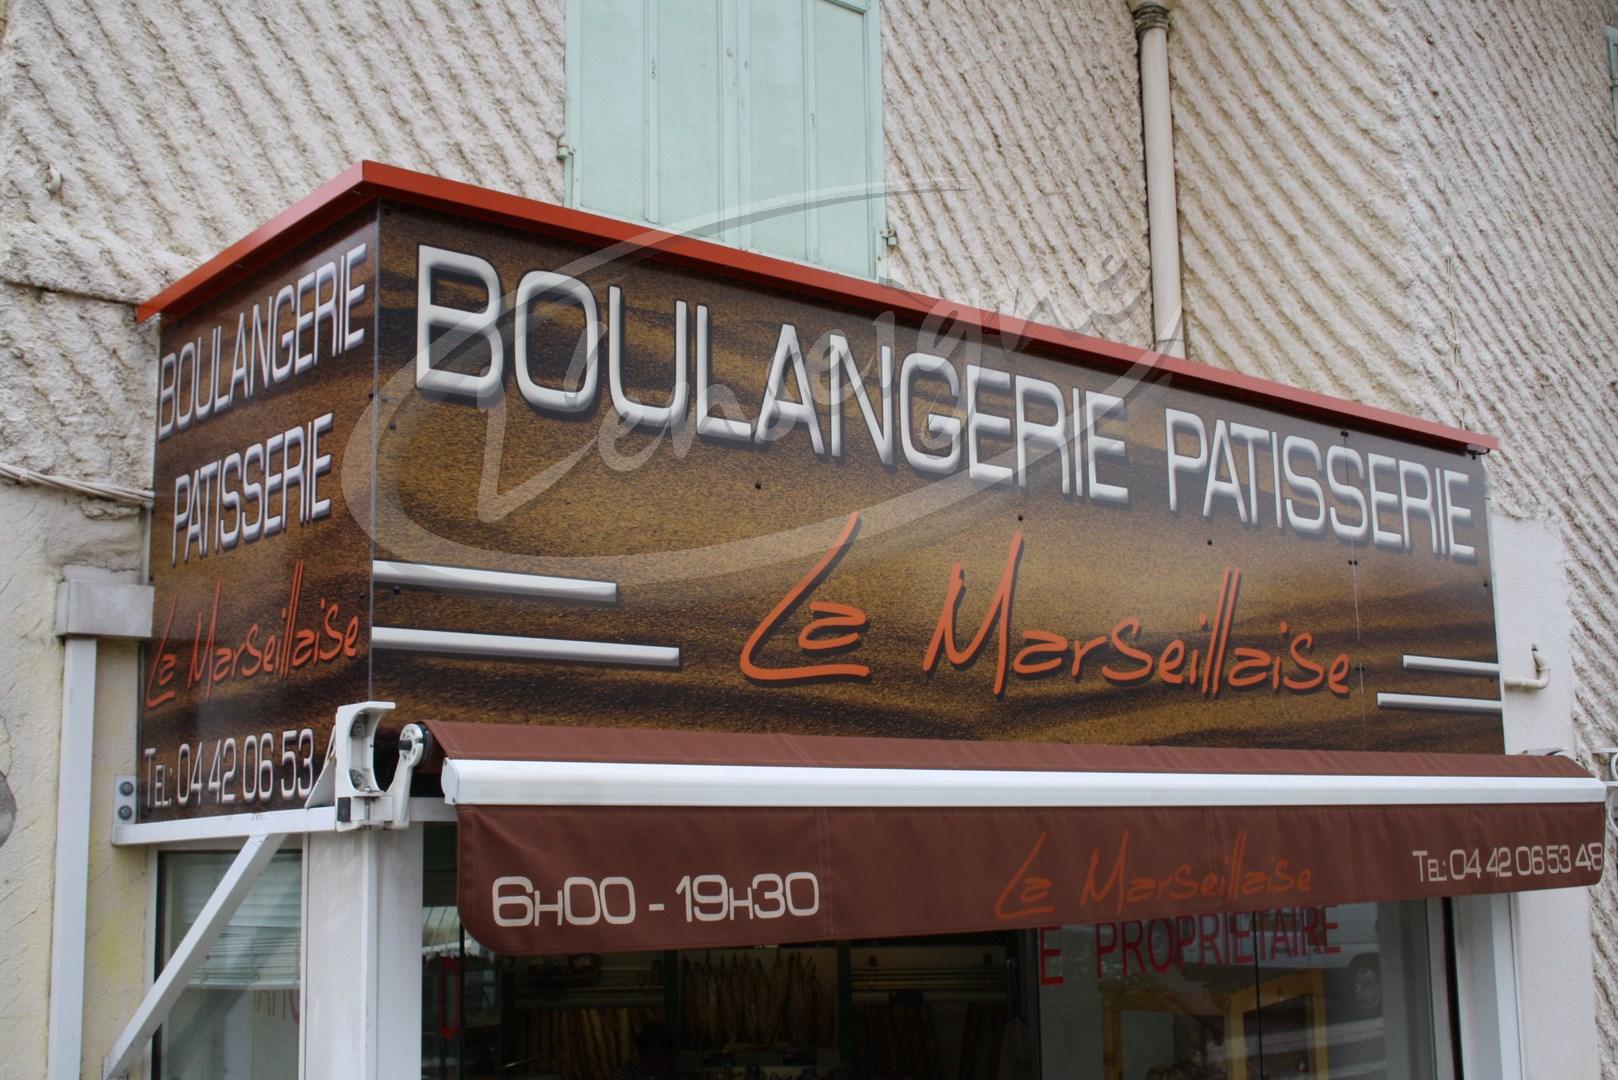 BOULANGERIE
PATISSERIE
La Marseillaise
TEL: 04 42 06 53
BOULANGERIE PATISSERIE
La Marseillaise
6H00 - 19H30
La Marseillaise
TEL: 04 42 06 53 48
E PROPRIETAIRE
L'enseigne